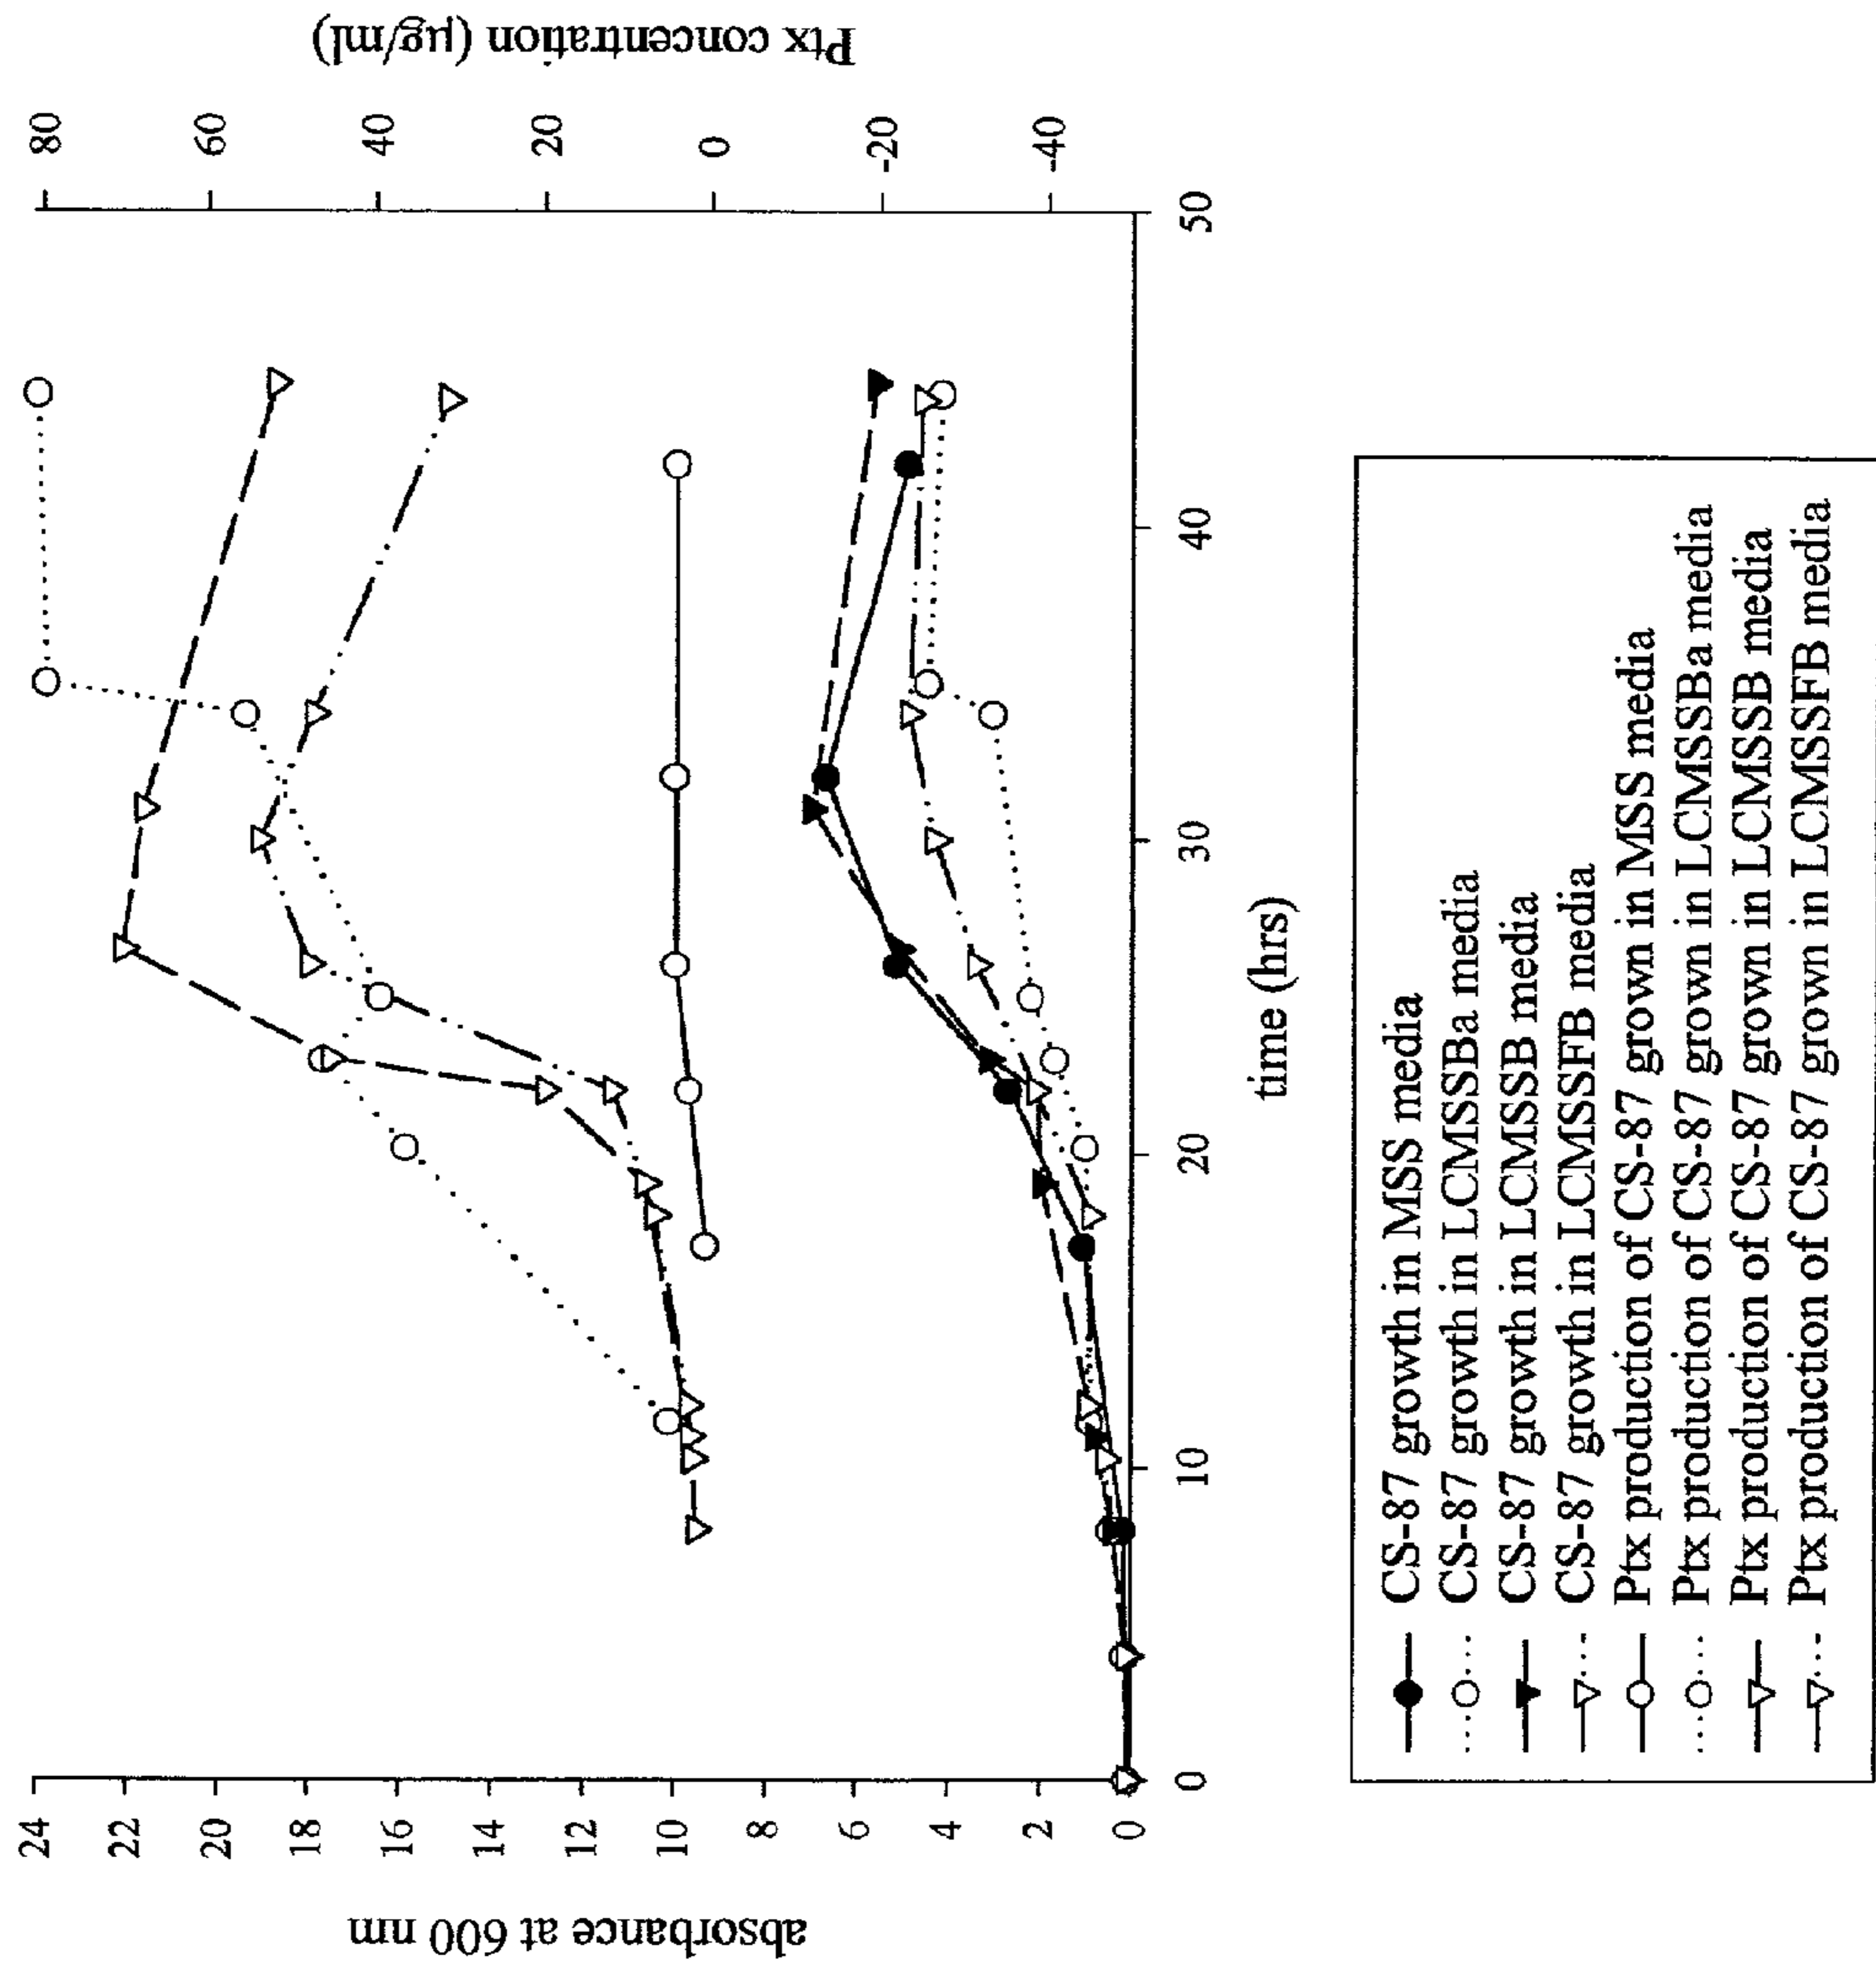 absorbance at 600 nm
24
22
20
18
16
14
12
10
8
6
4
2
0
0
10
20
30
40
50
time (hrs)
80
60
40
20
0
-20
-40
Ptx concentration (µg/ml)
CS-87 growth in MSS media
CS-87 growth in LCMSSBa media
CS-87 growth in LCMSSB media
CS-87 growth in LCMSSFB media
Ptx production of CS-87 grown in MSS media
Ptx production of CS-87 grown in LCMSSBa media
Ptx production of CS-87 grown in LCMSSB media
Ptx production of CS-87 grown in LCMSSFB media